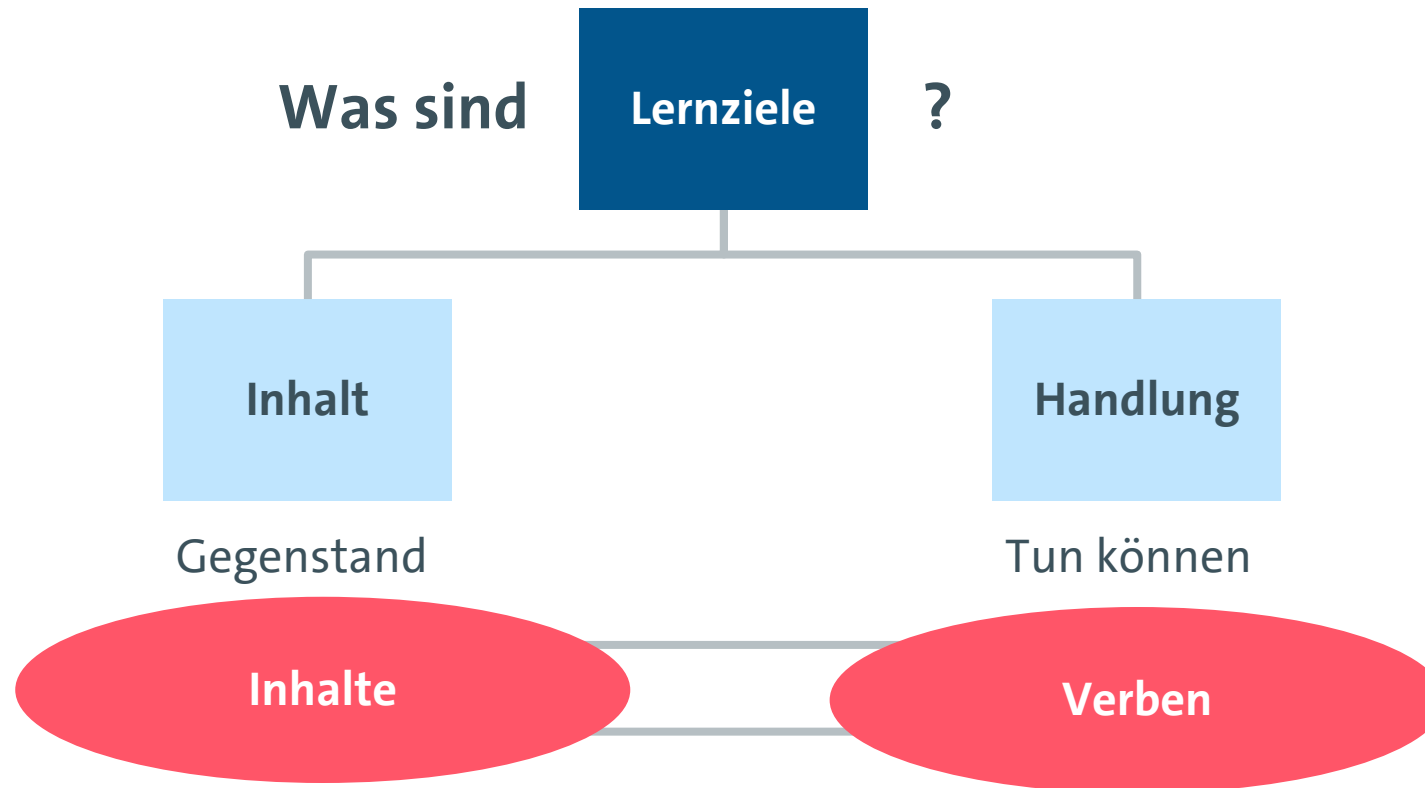 Was sind Lernziele ?
Inhalt
Handlung
Gegenstand
Tun können
Inhalte
Verben